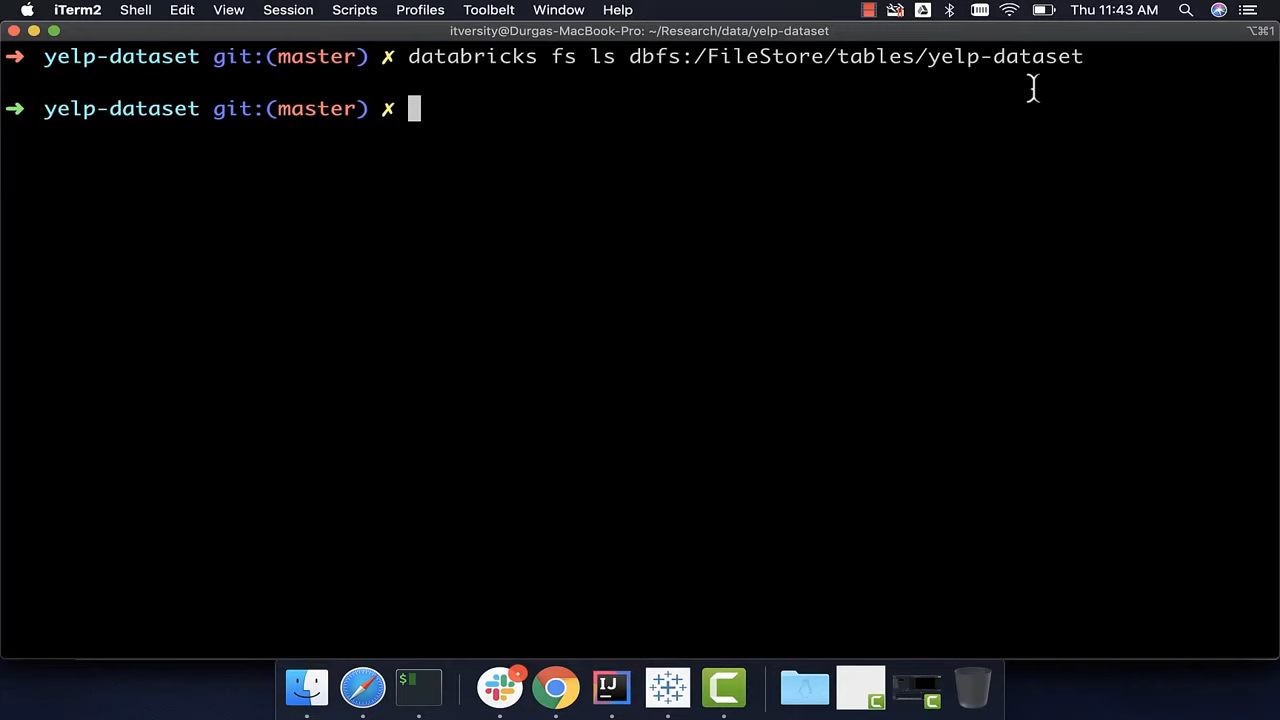 iTerm2 Shell Edit View Session Scripts Profiles Toolbelt Window Help Thu 11:43 AM
itversity@Durgas-MacBook-Pro: ~/Research/data/yelp-dataset ⌥⌘1
➜ yelp-dataset git:(master) ✗ databricks fs ls dbfs:/FileStore/tables/yelp-dataset
➜ yelp-dataset git:(master) ✗
$
IJ